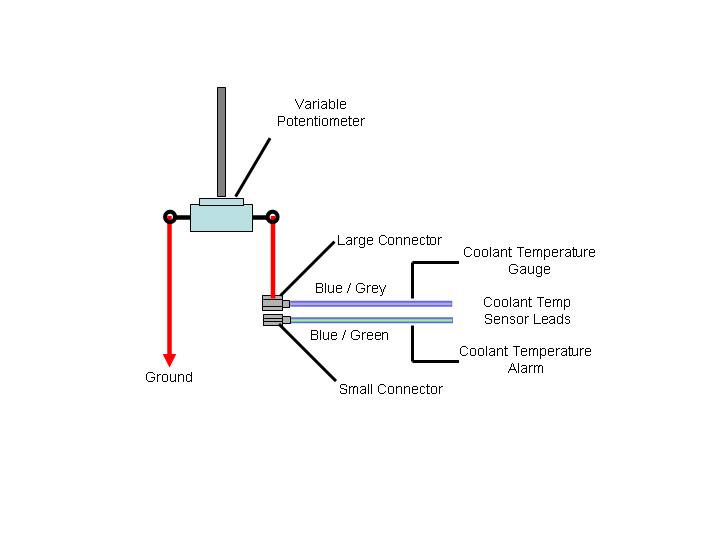 Variable
Potentiometer
Large Connector
Coolant Temperature
Gauge
Blue / Grey
Coolant Temp
Sensor Leads
Blue / Green
Coolant Temperature
Alarm
Ground
Small Connector